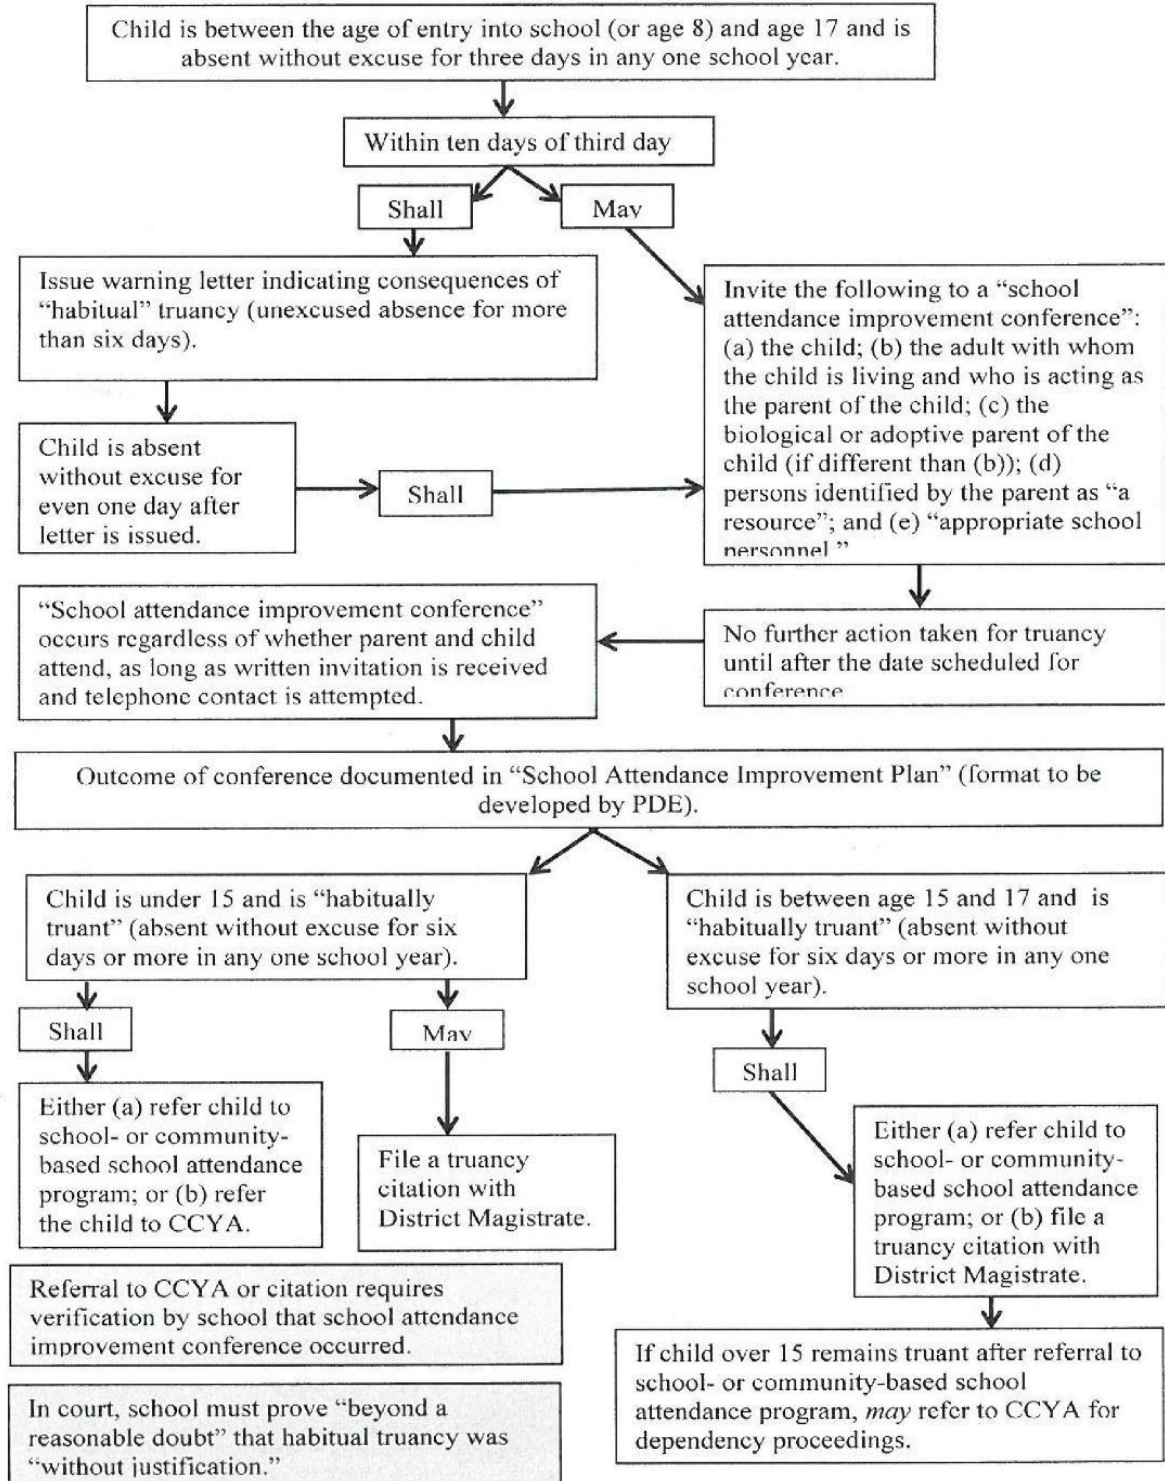 Child is between the age of entry into school (or age 8) and age 17 and is
absent without excuse for three days in any one school year.
Within ten days of third day
Shall
May
Issue warning letter indicating consequences of
“habitual” truancy (unexcused absence for more
than six days).
Invite the following to a “school
attendance improvement conference”:
(a) the child; (b) the adult with whom
the child is living and who is acting as
the parent of the child; (c) the
biological or adoptive parent of the
child (if different than (b)); (d)
persons identified by the parent as “a
resource”; and (e) “appropriate school
personnel.”
Child is absent
without excuse for
even one day after
letter is issued.
Shall
“School attendance improvement conference”
occurs regardless of whether parent and child
attend, as long as written invitation is received
and telephone contact is attempted.
No further action taken for truancy
until after the date scheduled for
conference
Outcome of conference documented in “School Attendance Improvement Plan” (format to be
developed by PDE).
Child is under 15 and is “habitually
truant” (absent without excuse for six
days or more in any one school year).
Child is between age 15 and 17 and is
“habitually truant” (absent without
excuse for six days or more in any one
school year).
Shall
May
Shall
Either (a) refer child to
school- or community-
based school attendance
program; or (b) refer
the child to CCYA.
File a truancy
citation with
District Magistrate.
Either (a) refer child to
school- or community-
based school attendance
program; or (b) file a
truancy citation with
District Magistrate.
Referral to CCYA or citation requires
verification by school that school attendance
improvement conference occurred.
If child over 15 remains truant after referral to
school- or community-based school
attendance program, may refer to CCYA for
dependency proceedings.
In court, school must prove “beyond a
reasonable doubt” that habitual truancy was
“without justification.”